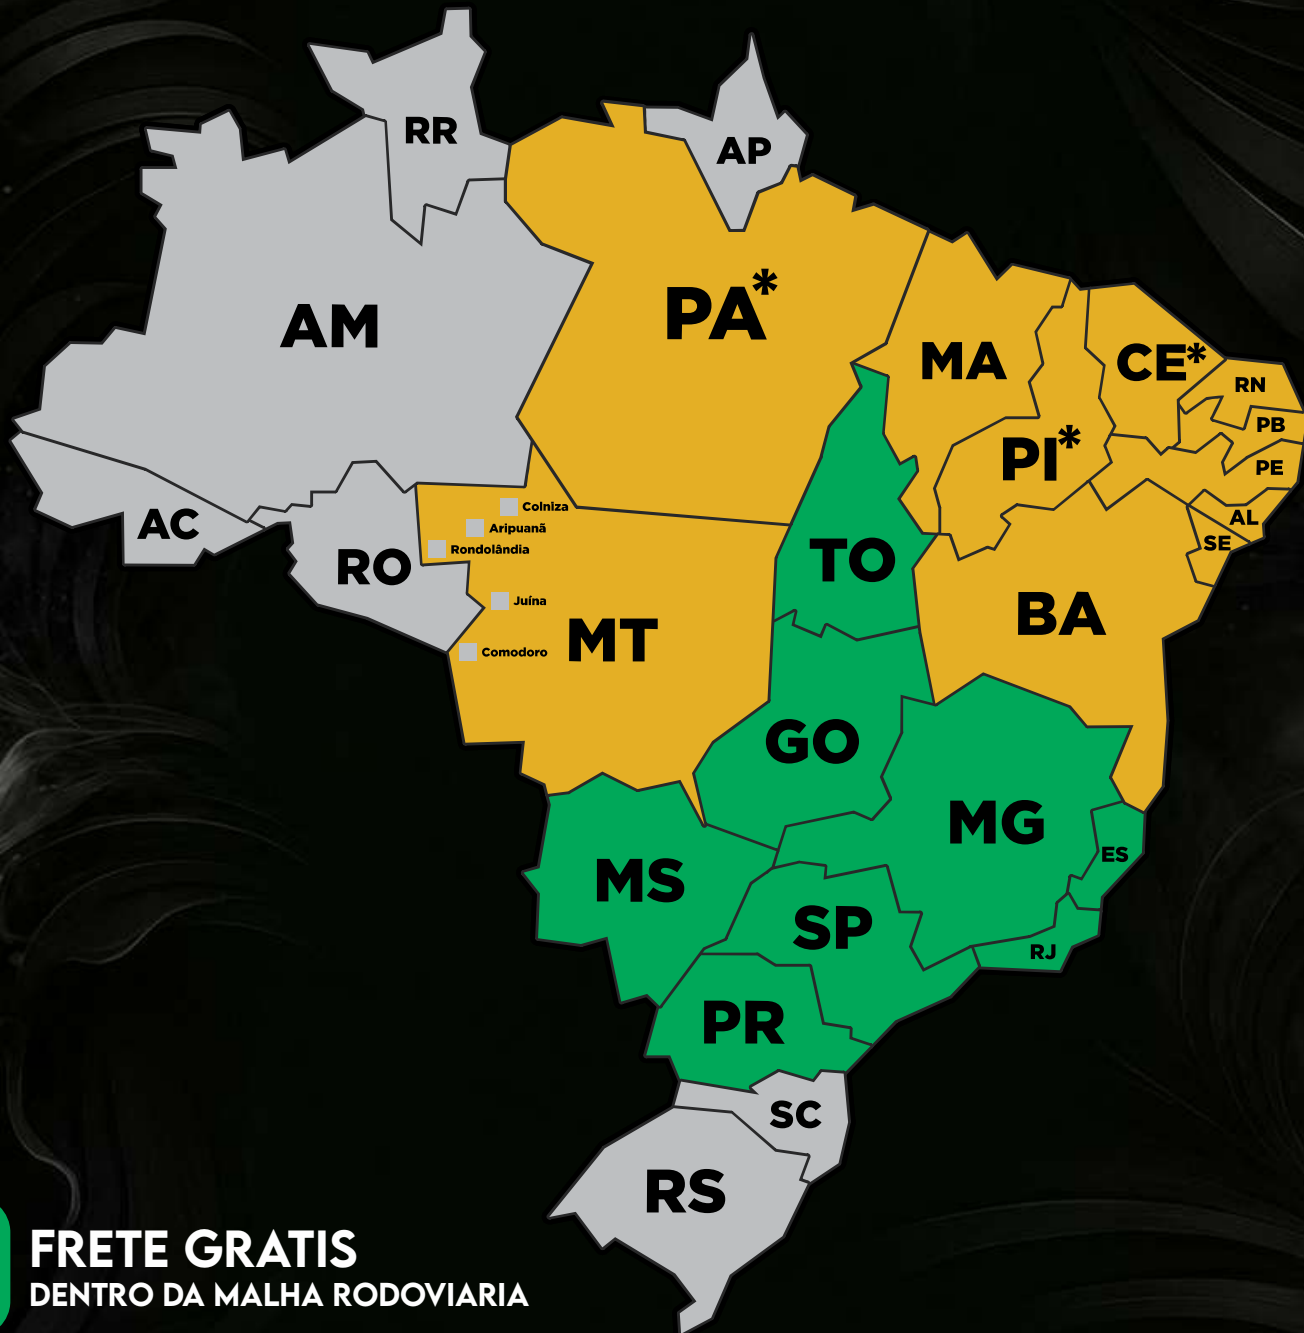 RR
AP
AM
PA*
MA
CE*
RN
PB
PI*
PE
Colniza
AL
AC
Aripuanã
SE
Rondolândia
TO
RO
Juína
BA
MT
Comodoro
GO
MG
ES
MS
SP
RJ
PR
SC
RS
FRETE GRATIS
DENTRO DA MALHA RODOVIARIA